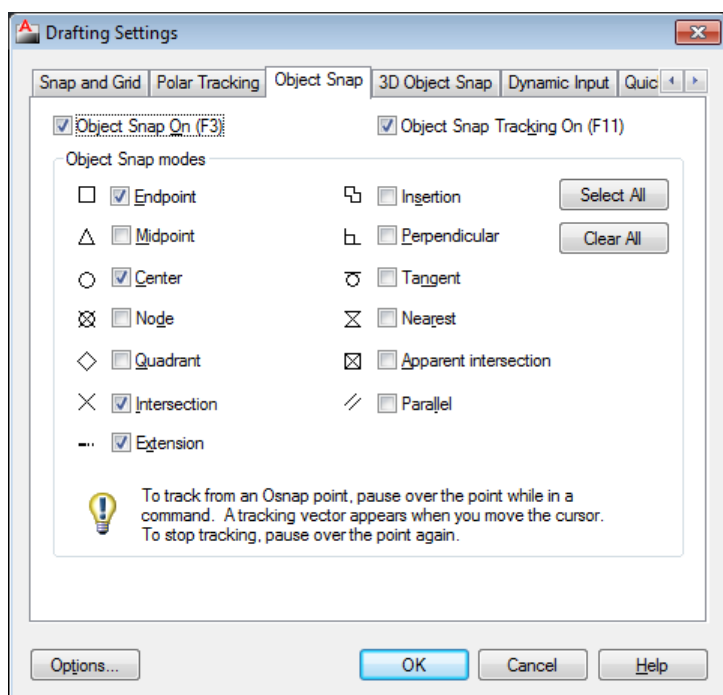 Drafting Settings
Snap and Grid Polar Tracking Object Snap 3D Object Snap Dynamic Input Quic
Object Snap On (F3) Object Snap Tracking On (F11)
Object Snap modes
Endpoint Insertion Select All
Midpoint Perpendicular Clear All
Center Tangent
Node Nearest
Quadrant Apparent intersection
Intersection Parallel
Extension
To track from an Osnap point, pause over the point while in a
command. A tracking vector appears when you move the cursor.
To stop tracking, pause over the point again.
Options... OK Cancel Help